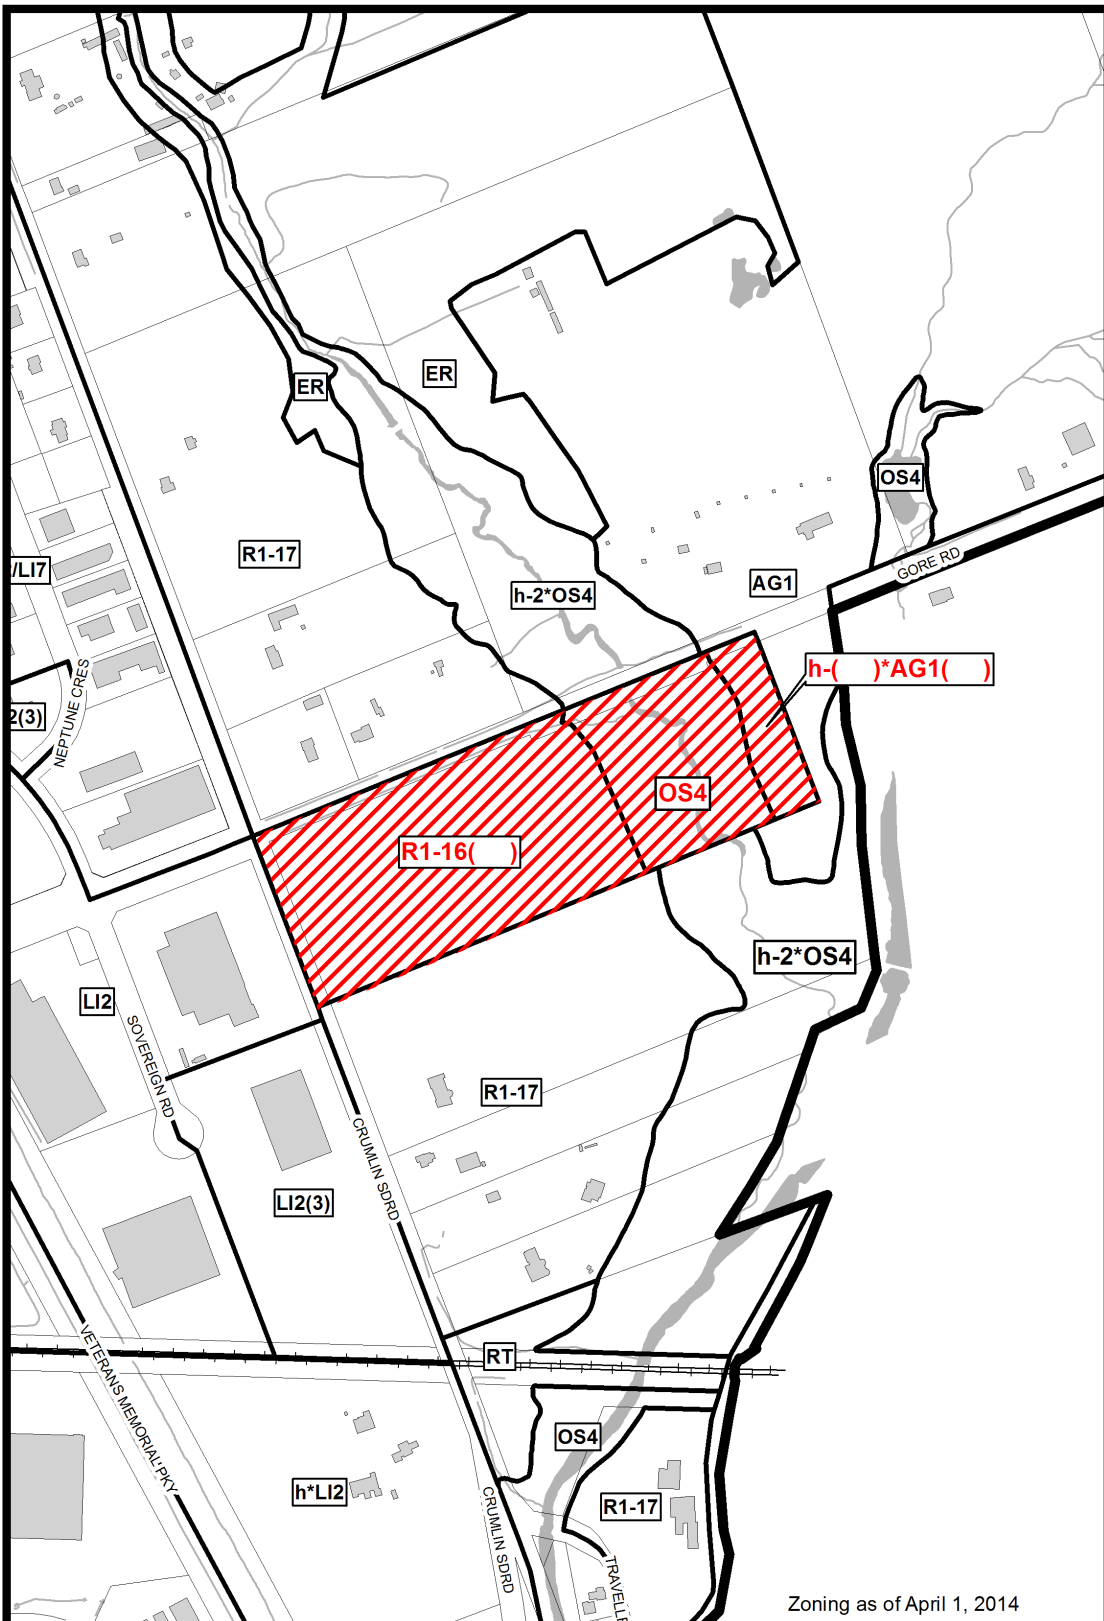 ER
ER
OS4
R1-17
/LI7
h-2*OS4
AG1
GORE RD
NEPTUNE CRES
h-( )*AG1( )
2(3)
OS4
R1-16( )
h-2*OS4
LI2
SOVEREIGN RD
R1-17
CRUMLIN SDRD
LI2(3)
VETERANS MEMORIAL PKY
RT
OS4
h*LI2
R1-17
CRUMLIN SDRD
TRAVELLE
Zoning as of April 1, 2014